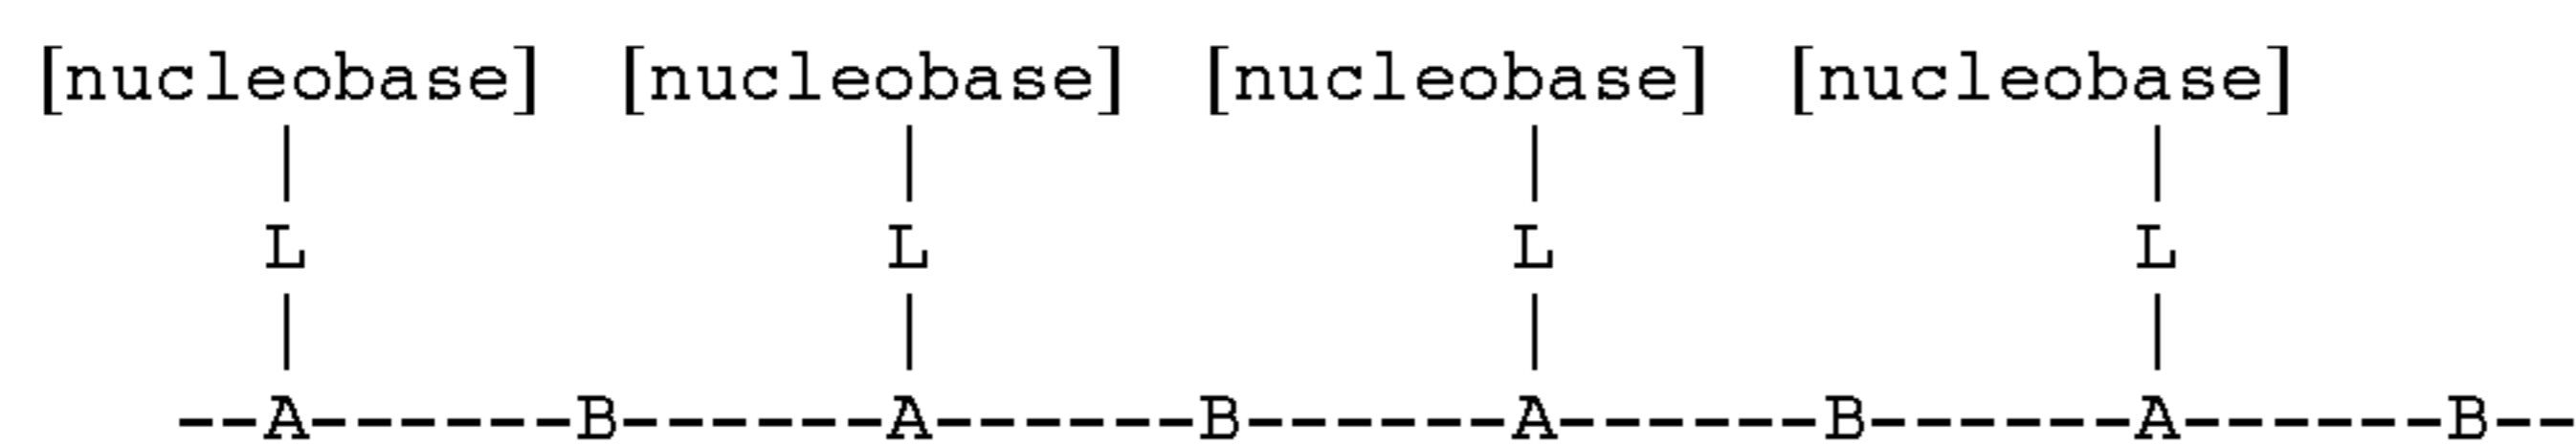 [nucleobase] [nucleobase] [nucleobase] [nucleobase]
L L L L
--A------B------A------B------A------B------A------B--